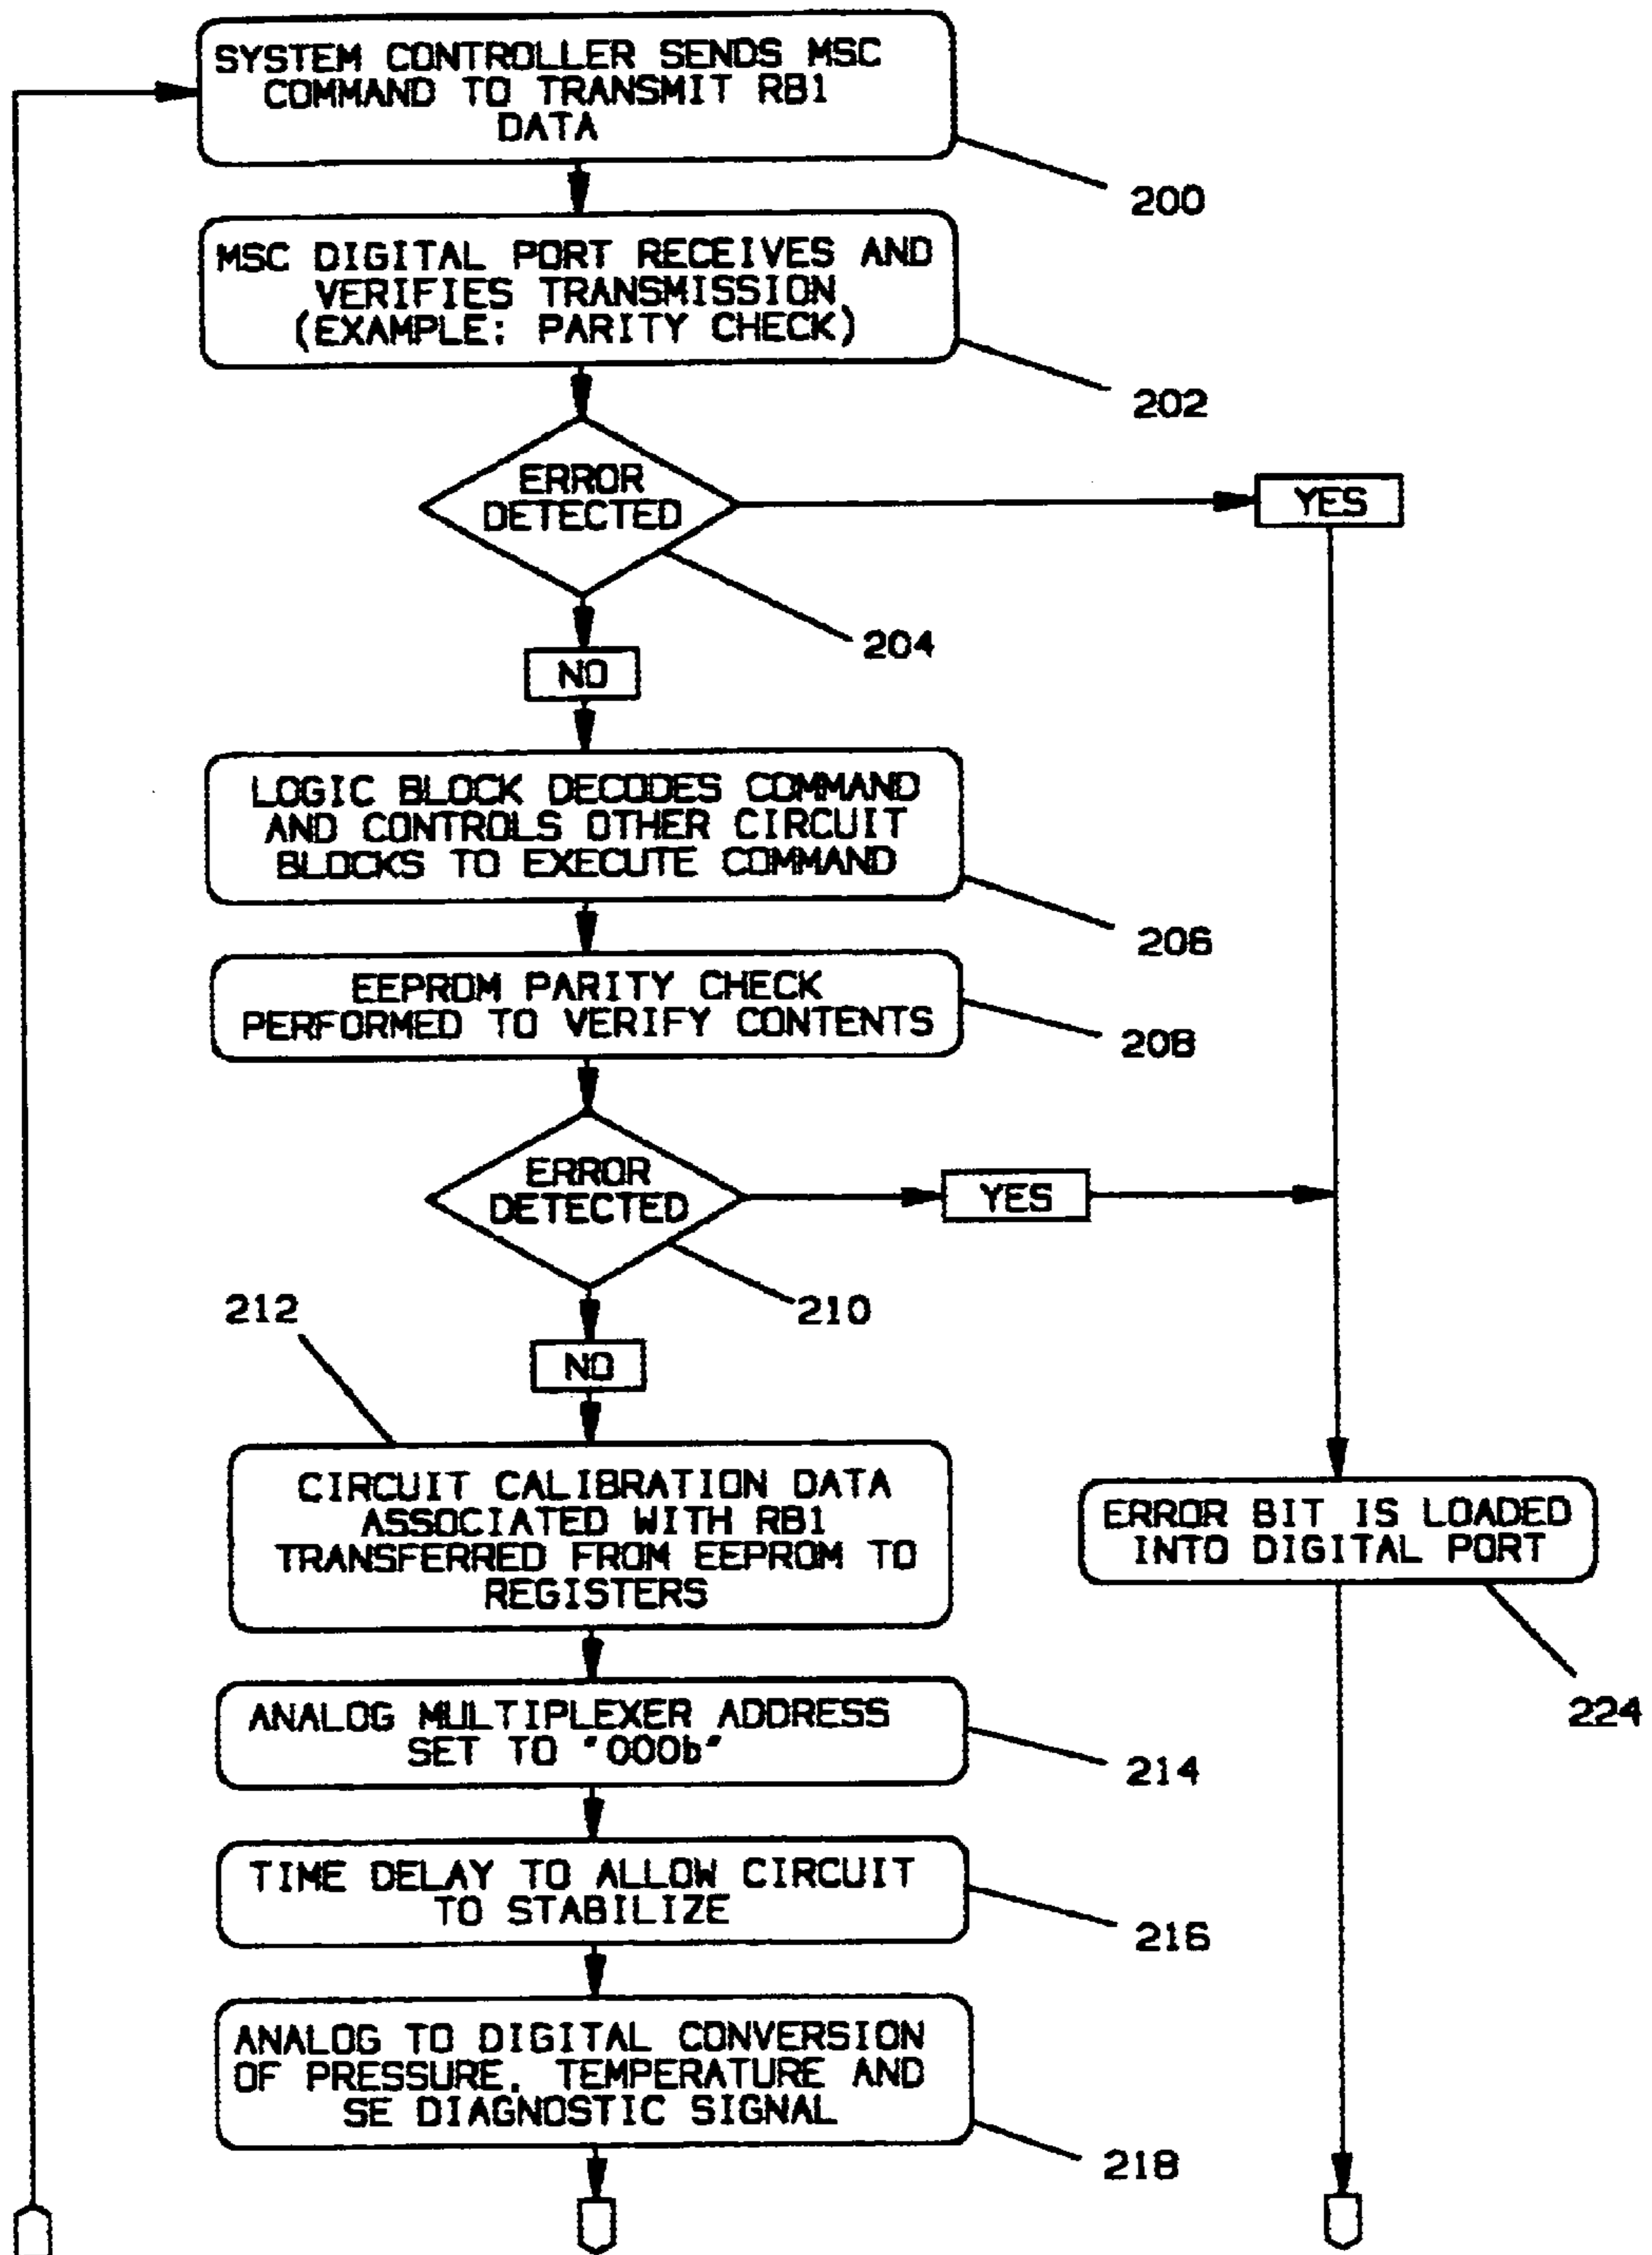 SYSTEM CONTROLLER SENDS MSC
COMMAND TO TRANSMIT RB1
DATA
200
MSC DIGITAL PORT RECEIVES AND
VERIFIES TRANSMISSION
(EXAMPLE: PARITY CHECK)
202
ERROR
DETECTED
YES
204
NO
LOGIC BLOCK DECODES COMMAND
AND CONTROLS OTHER CIRCUIT
BLOCKS TO EXECUTE COMMAND
206
EEPROM PARITY CHECK
PERFORMED TO VERIFY CONTENTS
208
ERROR
DETECTED
YES
210
212
NO
CIRCUIT CALIBRATION DATA
ASSOCIATED WITH RB1
TRANSFERRED FROM EEPROM TO
REGISTERS
ERROR BIT IS LOADED
INTO DIGITAL PORT
224
ANALOG MULTIPLEXER ADDRESS
SET TO "000b"
214
TIME DELAY TO ALLOW CIRCUIT
TO STABILIZE
216
ANALOG TO DIGITAL CONVERSION
OF PRESSURE, TEMPERATURE AND
SE DIAGNOSTIC SIGNAL
218